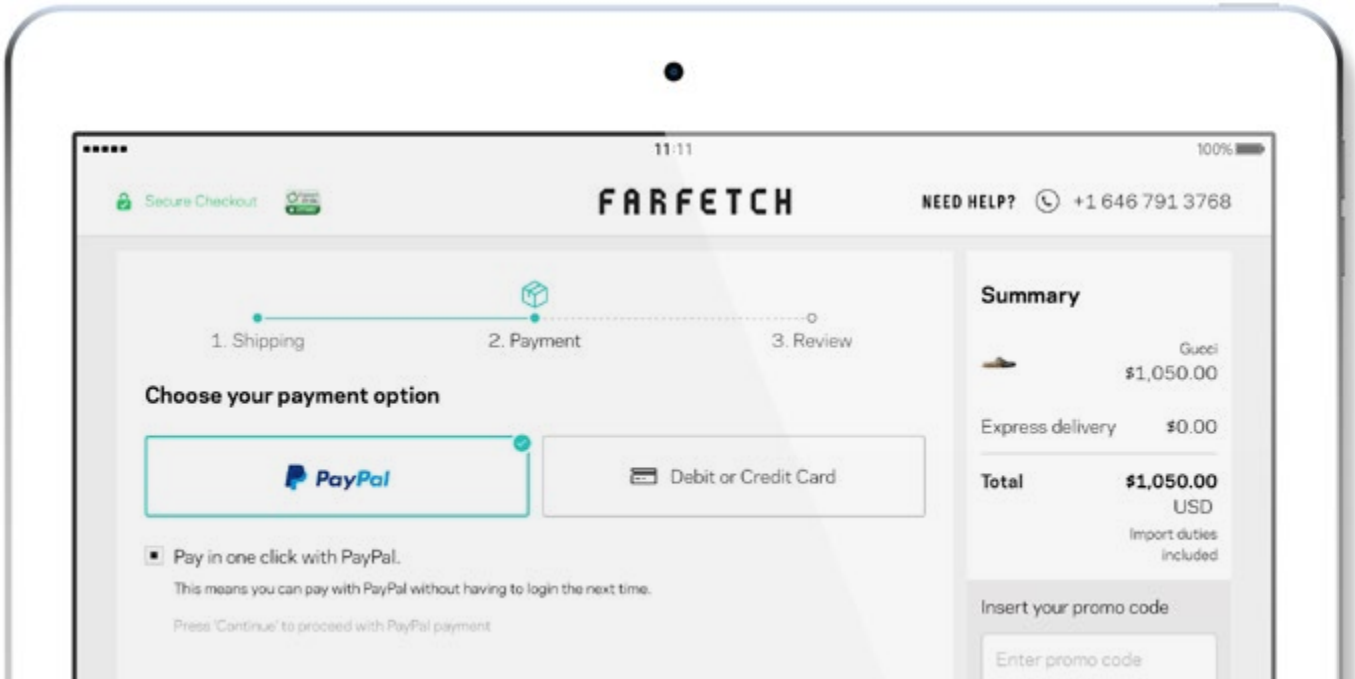 11:11
100%
Secure Checkout
FARFETCH
NEED HELP?
+1 646 791 3768
1. Shipping
2. Payment
3. Review
Choose your payment option
PayPal
Debit or Credit Card
Pay in one click with PayPal.
This means you can pay with PayPal without having to login the next time.
Press 'Continue' to proceed with PayPal payment
Summary
Gucci
$1,050.00
Express delivery $0.00
Total $1,050.00
USD
Import duties
included
Insert your promo code
Enter promo code